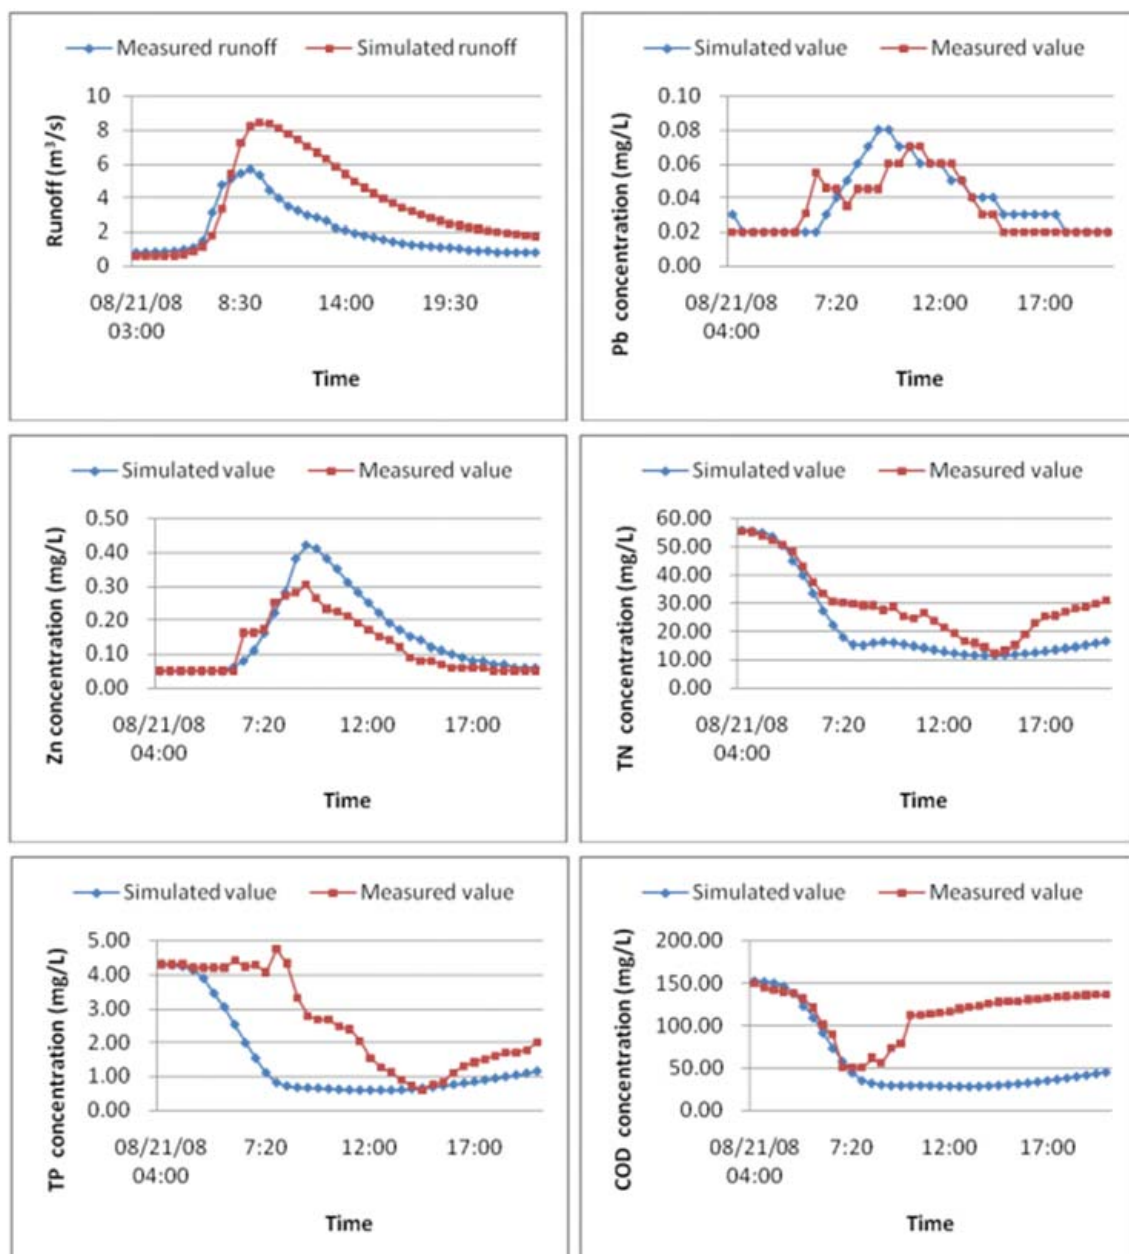 Measured runoff Simulated runoff
Runoff (m³/s)
10
8
6
4
2
0
08/21/08 8:30 14:00 19:30
03:00
Time
Simulated value Measured value
Pb concentration (mg/L)
0.10
0.08
0.06
0.04
0.02
0.00
08/21/08 7:20 12:00 17:00
04:00
Time
Simulated value Measured value
Zn concentration (mg/L)
0.50
0.40
0.30
0.20
0.10
0.00
08/21/08 7:20 12:00 17:00
04:00
Time
Simulated value Measured value
TN concentration (mg/L)
60.00
50.00
40.00
30.00
20.00
10.00
0.00
08/21/08 7:20 12:00 17:00
04:00
Time
Simulated value Measured value
TP concentration (mg/L)
5.00
4.00
3.00
2.00
1.00
0.00
08/21/08 7:20 12:00 17:00
04:00
Time
Simulated value Measured value
COD concentration (mg/L)
200.00
150.00
100.00
50.00
0.00
08/21/08 7:20 12:00 17:00
04:00
Time